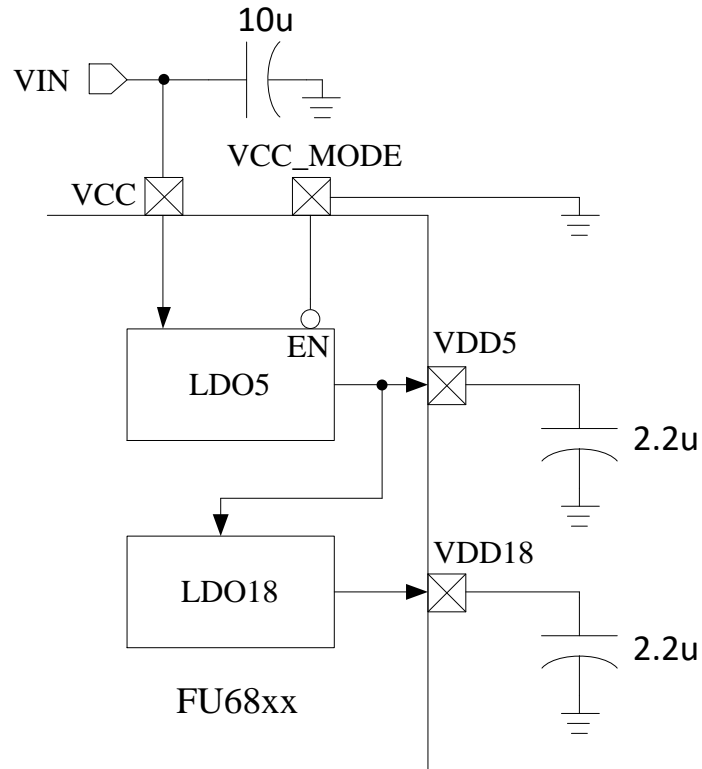 10u
VIN
VCC_MODE
VCC
EN
VDD5
LDO5
2.2u
VDD18
LDO18
2.2u
FU68xx